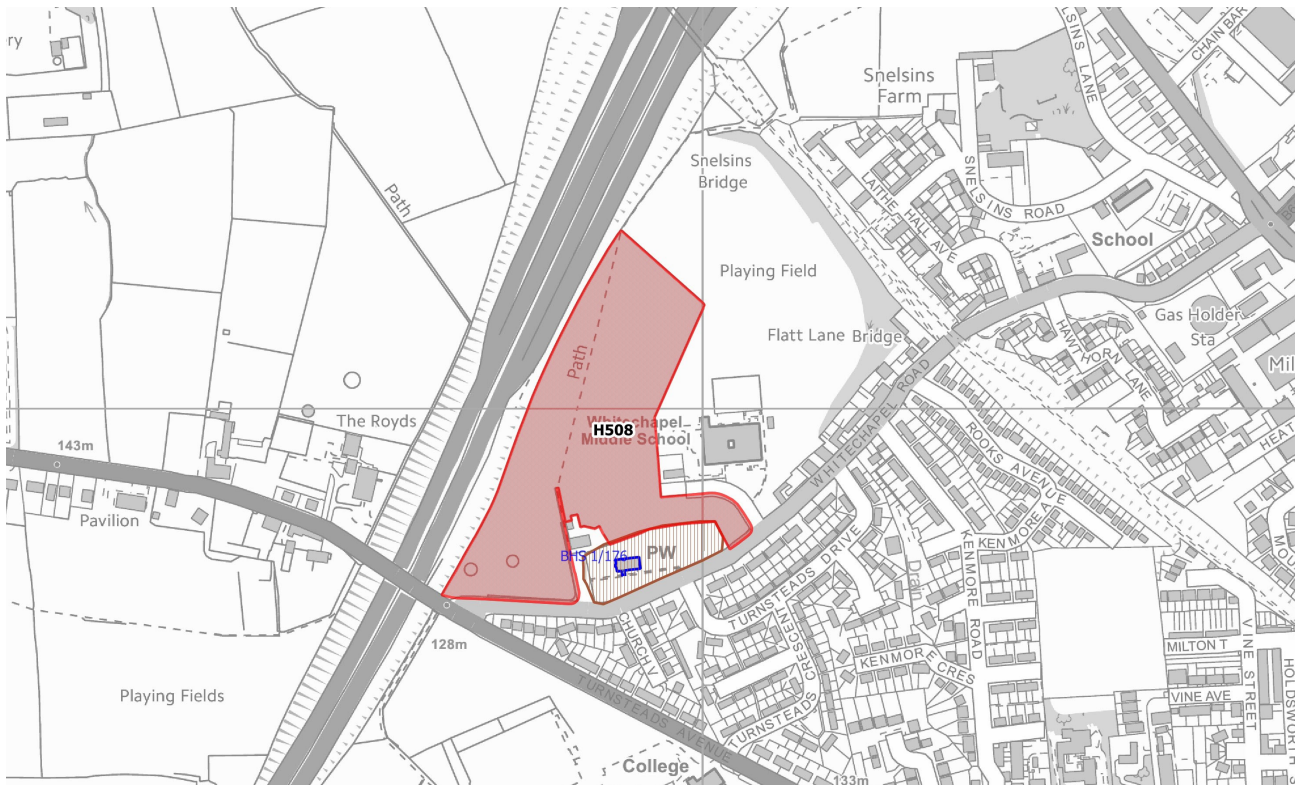 ry
CHAIN BAR
SNELSINS LANE
Snelsins
Farm
Snelsins
Bridge
Path
LAITHE HALL AVE
SNELSINS ROAD
School
Playing Field
Flatt Lane Bridge
Gas Holder
Sta
HAWTHORN LANE
Mil
Path
WHITECHAPEL ROAD
The Royds
Whitechapel
Middle School
H508
143m
Pavilion
ROOKS AVENUE
BHS 1/176
PW
KENMORE A
KENMORE ROAD
TURNSTEADS DRIVE
Drain
128m
CHURCH V
TURNSTEADS CRESCENT
KENMORE CRES
MILTON T
VINE STREET
VINE AVE
HOLDSWORTH S
Playing Fields
TURNSTEADS AVENUE
College
133m